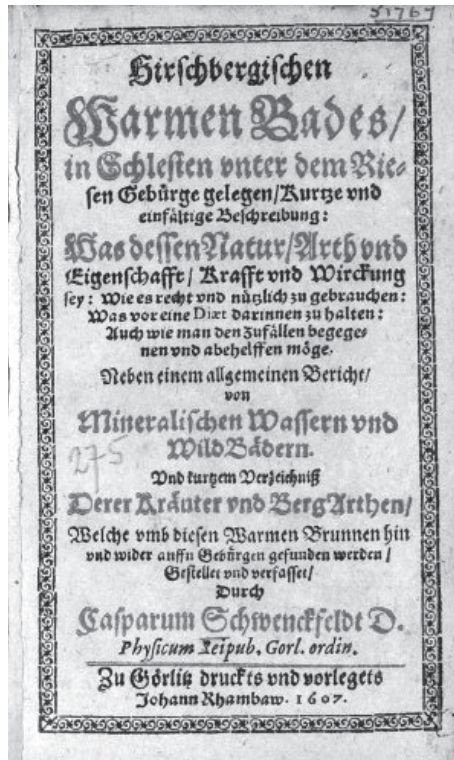 51767
Hirschbergischen
Warmen Bades/
in Schlesien vnter dem Rie-
sen Gebürge gelegen/Kurtze vnd
einfältige Beschreibung:
Was dessen Natur/Arth vnd
Eigenschafft/ Krafft vnd Wirckung
sey: Wie es recht vnd nützlich zu gebrauchen:
Was vor eine Diæt darinnen zu halten:
Auch wie man den Zufällen begege-
nen vnd abehelffen möge.
Neben einem allgemeinen Bericht/
von
Mineralischen Wassern vnd
Wild Bädern.
275
Vnd kurtzem Verzeichniß
Derer Kräuter vnd BergArthen/
Welche vmb diesen Warmen Brunnen hin
vnd wider auffn Gebürgen gefunden werden/
Gestellet vnd verfasset/
Durch
Casparum Schwenckfeldt D.
Physicum Reipub. Gorl. ordin.
Zu Görlitz druckts vnd vorlegets
Johann Rhambaw. 1607.